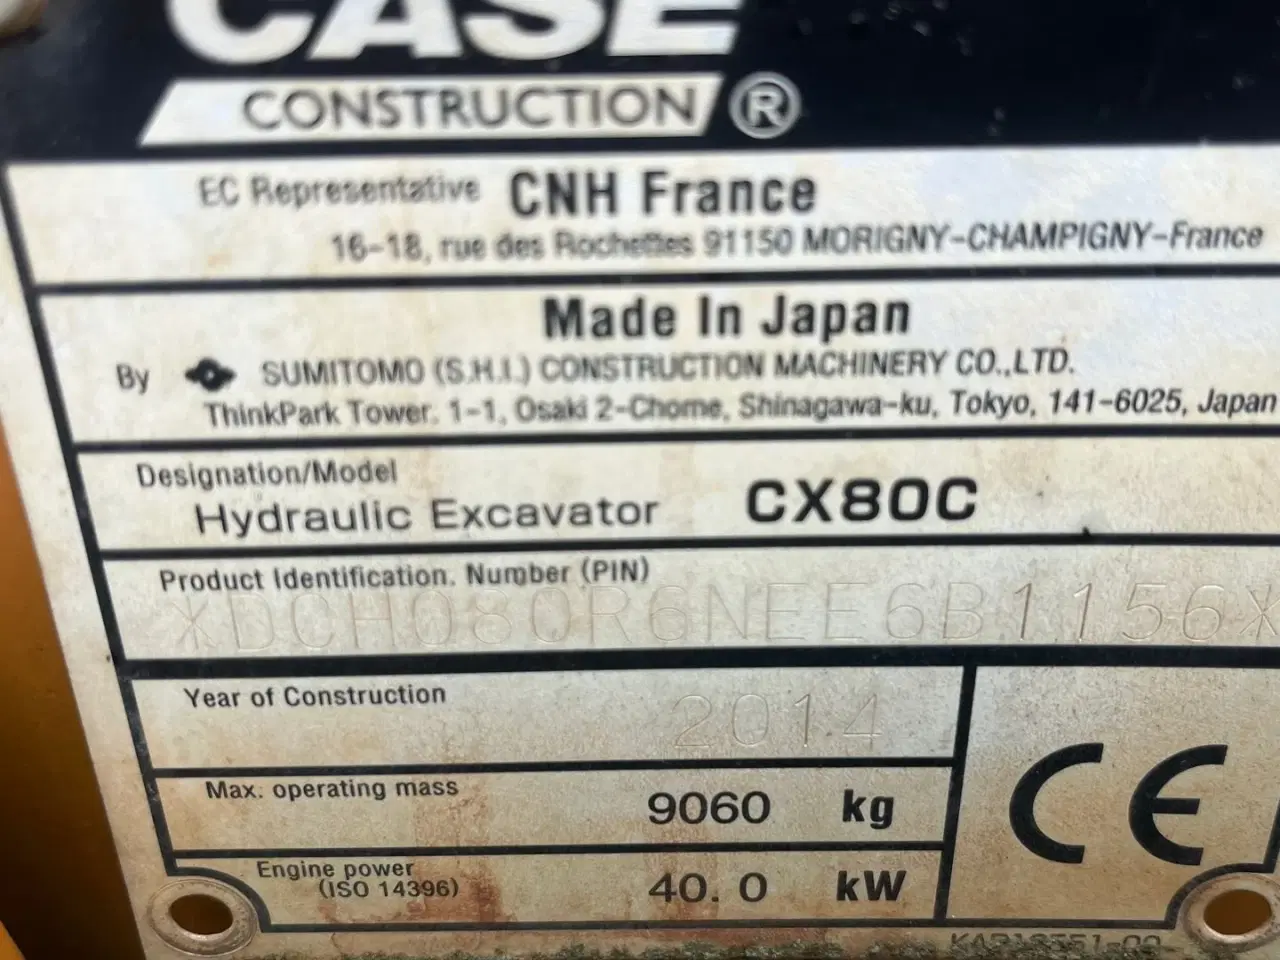 CASE
CONSTRUCTION ®
EC Representative CNH France
16-18, rue des Rochettes 91150 MORIGNY-CHAMPIGNY-France
Made In Japan
By SUMITOMO (S.H.I.) CONSTRUCTION MACHINERY CO.,LTD.
ThinkPark Tower. 1-1, Osaki 2-Chome, Shinagawa-ku, Tokyo, 141-6025, Japan
Designation/Model
Hydraulic Excavator CX80C
Product Identification. Number (PIN)
*DCH080R6NEE6B1156*
Year of Construction 2014
Max. operating mass 9060 kg
Engine power
(ISO 14396) 40.0 kW
CE